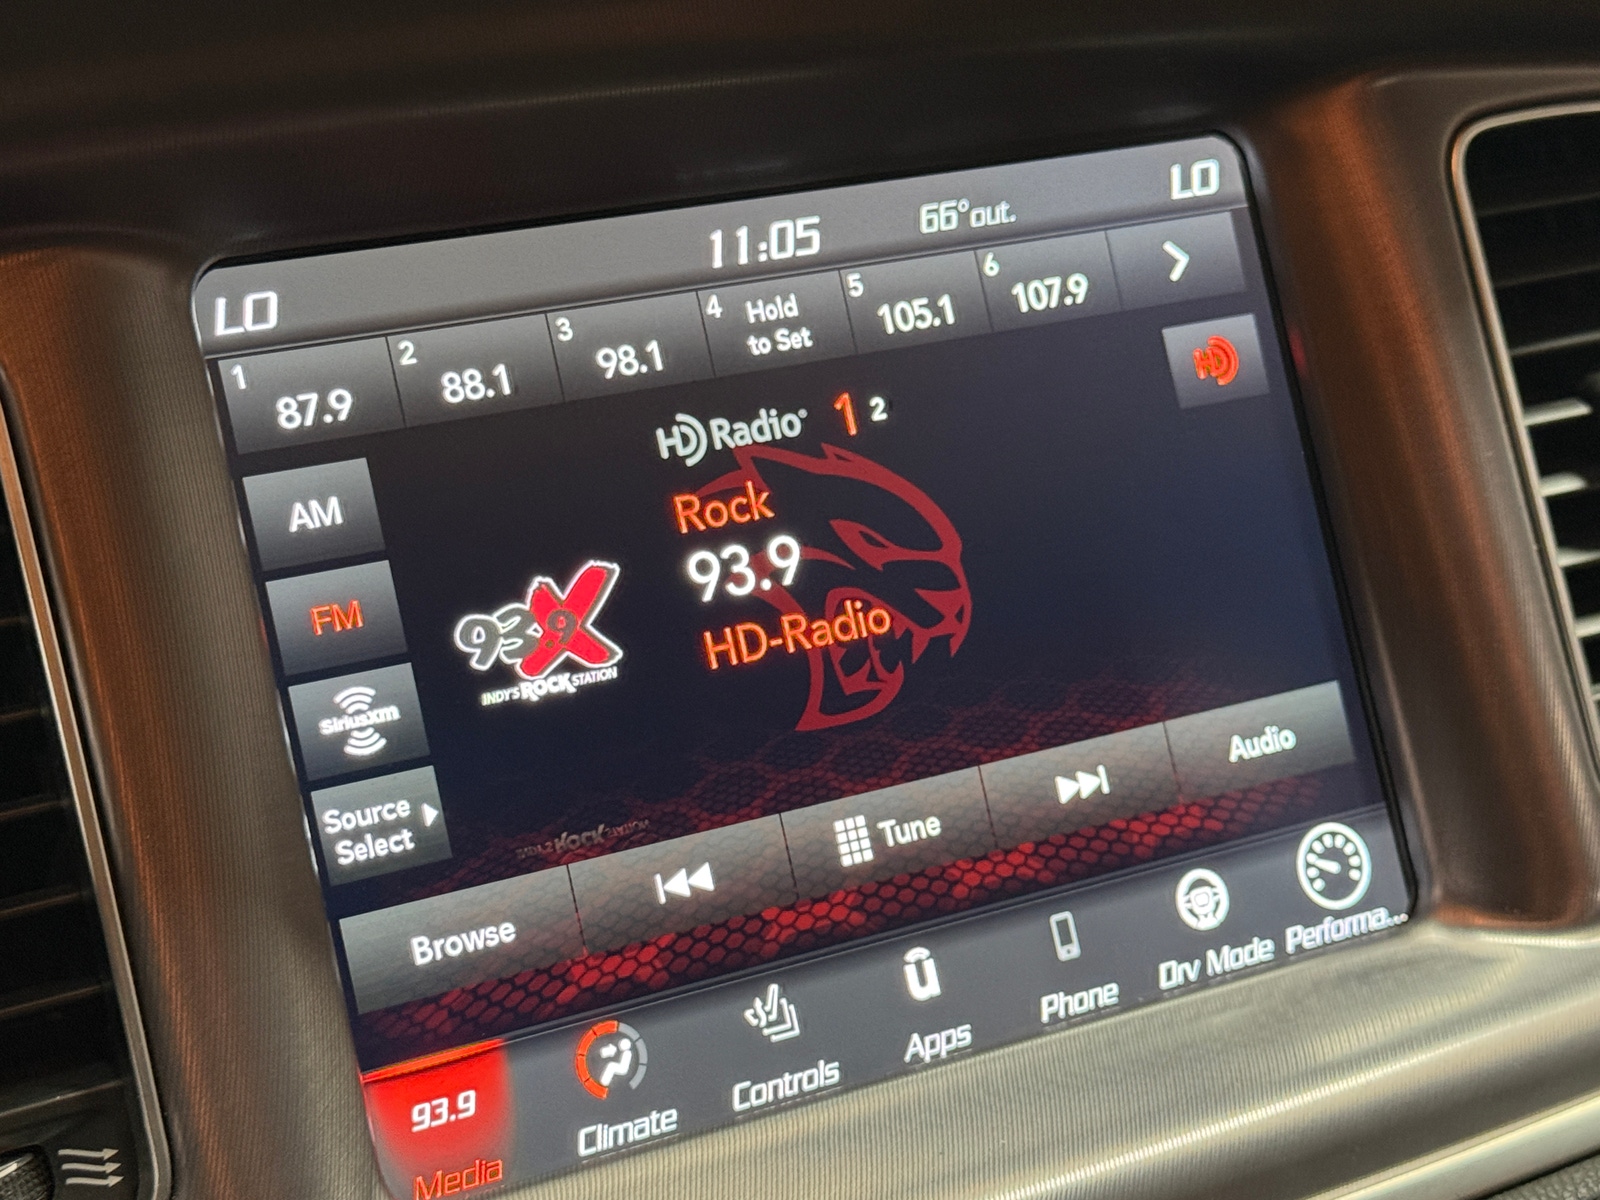 LO
11:05
66° out.
LO
1
87.9
2
88.1
3
98.1
4
Hold
to Set
5
105.1
6
107.9
HD
HD Radio
1 2
AM
FM
SiriusXM
Source
Select
93.9 X
INDY'S ROCK STATION
Rock
93.9
HD-Radio
Browse
Tune
Audio
93.9
Media
Climate
Controls
Apps
Phone
Drv Mode
Performa...